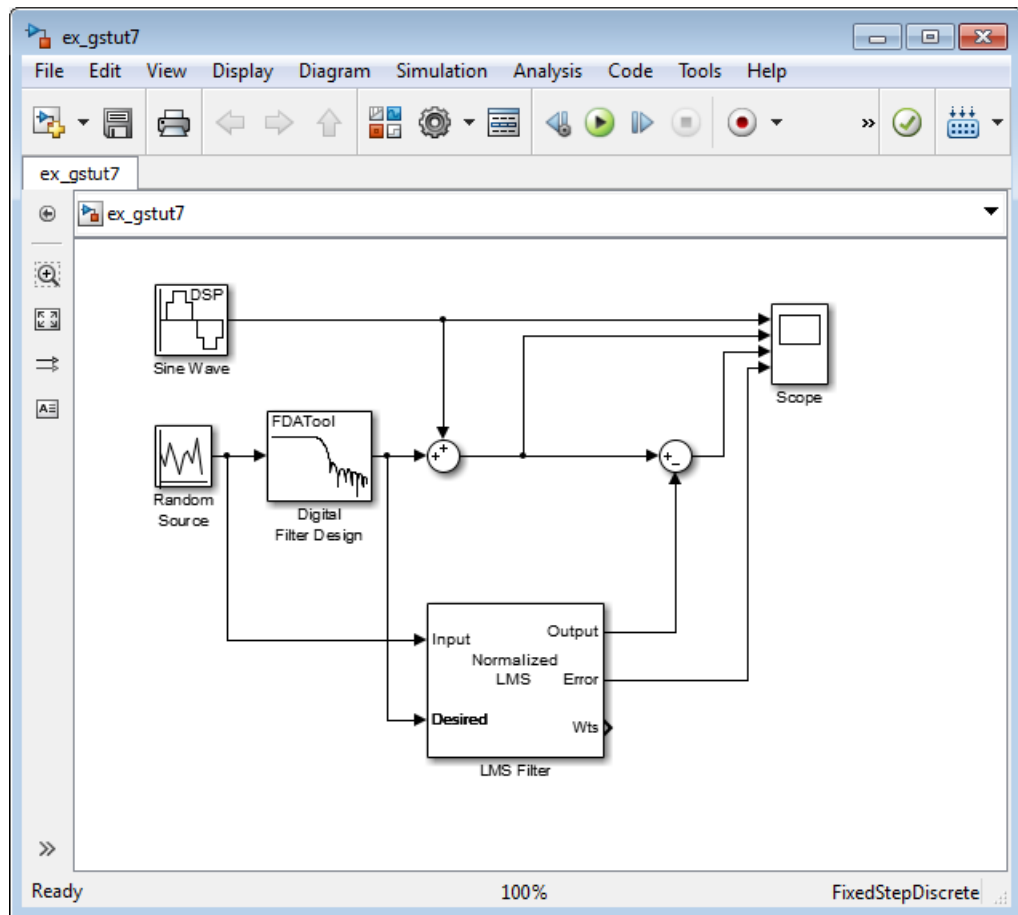 ex_gstut7
File Edit View Display Diagram Simulation Analysis Code Tools Help
»
ex_gstut7
ex_gstut7
DSP
Sine Wave
Scope
FDATool
Random
Source
Digital
Filter Design
Input
Output
Normalized
LMS
Error
Desired
Wts
LMS Filter
Ready 100% FixedStepDiscrete